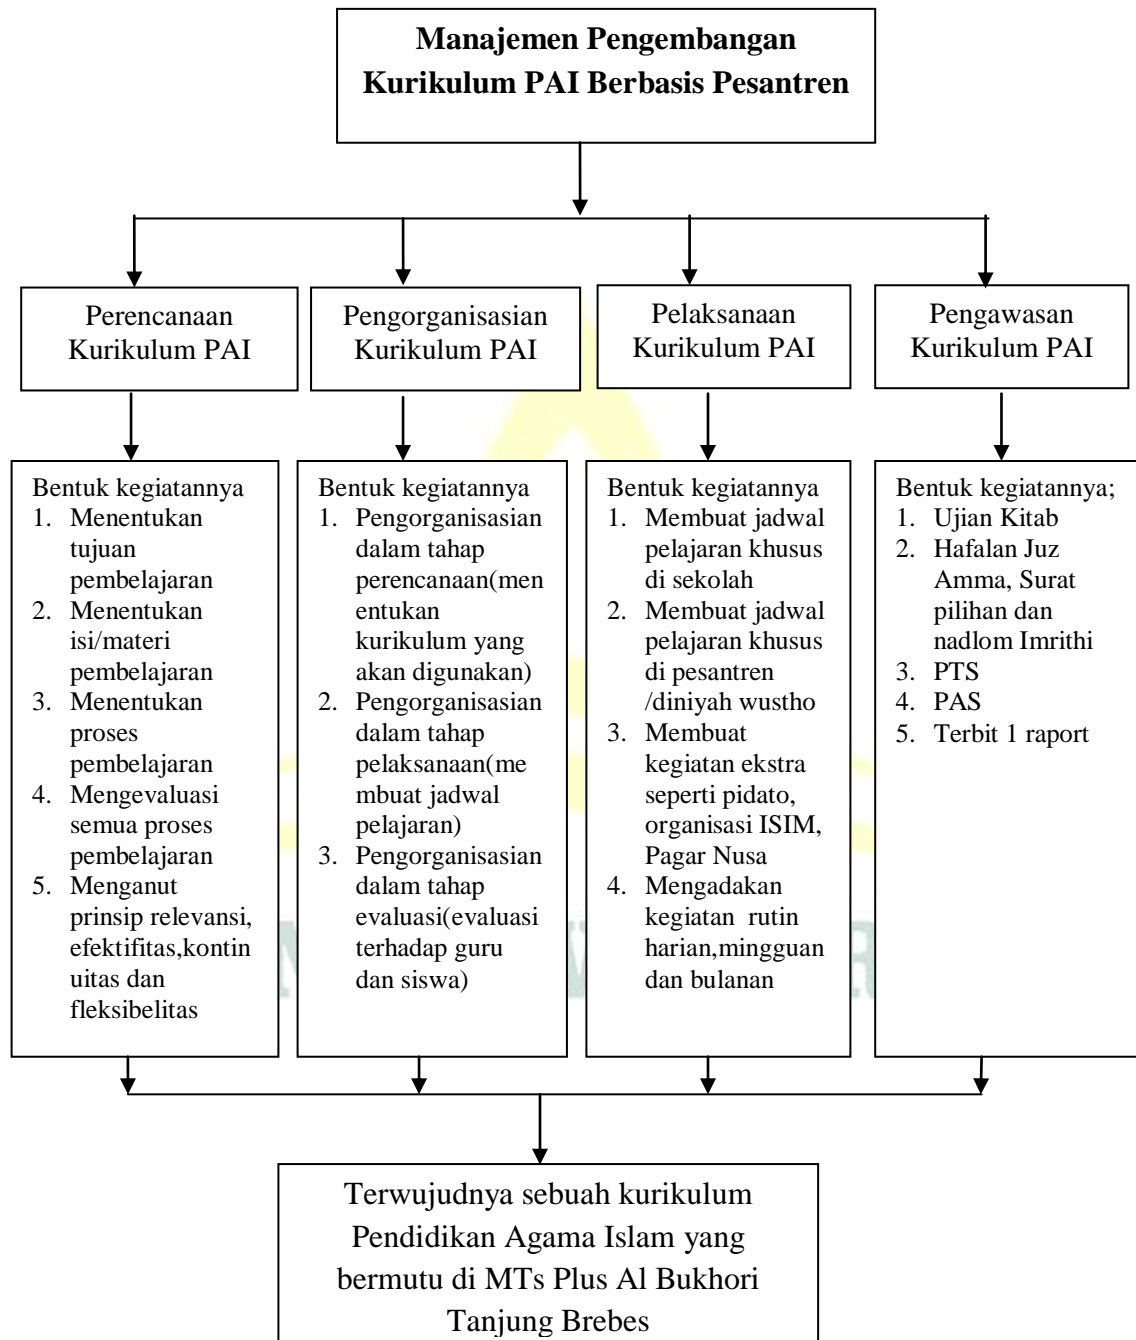 Manajemen Pengembangan
Kurikulum PAI Berbasis Pesantren
Perencanaan
Kurikulum PAI
Pengorganisasian
Kurikulum PAI
Pelaksanaan
Kurikulum PAI
Pengawasan
Kurikulum PAI
Bentuk kegiatannya
1. Menentukan
tujuan
pembelajaran
2. Menentukan
isi/materi
pembelajaran
3. Menentukan
proses
pembelajaran
4. Mengevaluasi
semua proses
pembelajaran
5. Menganut
prinsip relevansi,
efektifitas,kontin
uitas dan
fleksibelitas
Bentuk kegiatannya
1. Pengorganisasian
dalam tahap
perencanaan(men
entukan
kurikulum yang
akan digunakan)
2. Pengorganisasian
dalam tahap
pelaksanaan(me
mbuat jadwal
pelajaran)
3. Pengorganisasian
dalam tahap
evaluasi(evaluasi
terhadap guru
dan siswa)
Bentuk kegiatannya
1. Membuat jadwal
pelajaran khusus
di sekolah
2. Membuat jadwal
pelajaran khusus
di pesantren
/diniyah wustho
3. Membuat
kegiatan ekstra
seperti pidato,
organisasi ISIM,
Pagar Nusa
4. Mengadakan
kegiatan rutin
harian,mingguan
dan bulanan
Bentuk kegiatannya;
1. Ujian Kitab
2. Hafalan Juz
Amma, Surat
pilihan dan
nadlom Imrithi
3. PTS
4. PAS
5. Terbit 1 raport
Terwujudnya sebuah kurikulum
Pendidikan Agama Islam yang
bermutu di MTs Plus Al Bukhori
Tanjung Brebes